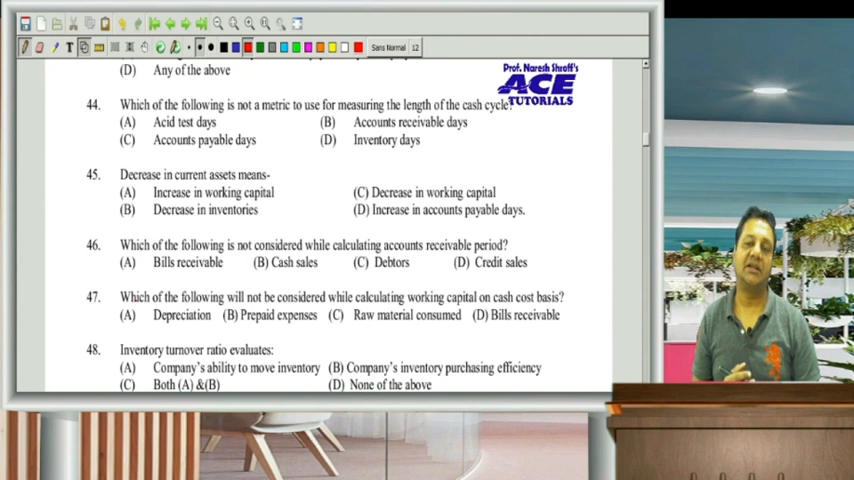 Sans Normal 12
(D) Any of the above
Prof. Naresh Shroff's
ACE
TUTORIALS
44. Which of the following is not a metric to use for measuring the length of the cash cycle?
(A) Acid test days (B) Accounts receivable days
(C) Accounts payable days (D) Inventory days
45. Decrease in current assets means-
(A) Increase in working capital (C) Decrease in working capital
(B) Decrease in inventories (D) Increase in accounts payable days.
46. Which of the following is not considered while calculating accounts receivable period?
(A) Bills receivable (B) Cash sales (C) Debtors (D) Credit sales
47. Which of the following will not be considered while calculating working capital on cash cost basis?
(A) Depreciation (B) Prepaid expenses (C) Raw material consumed (D) Bills receivable
48. Inventory turnover ratio evaluates:
(A) Company's ability to move inventory (B) Company's inventory purchasing efficiency
(C) Both (A) &(B) (D) None of the above